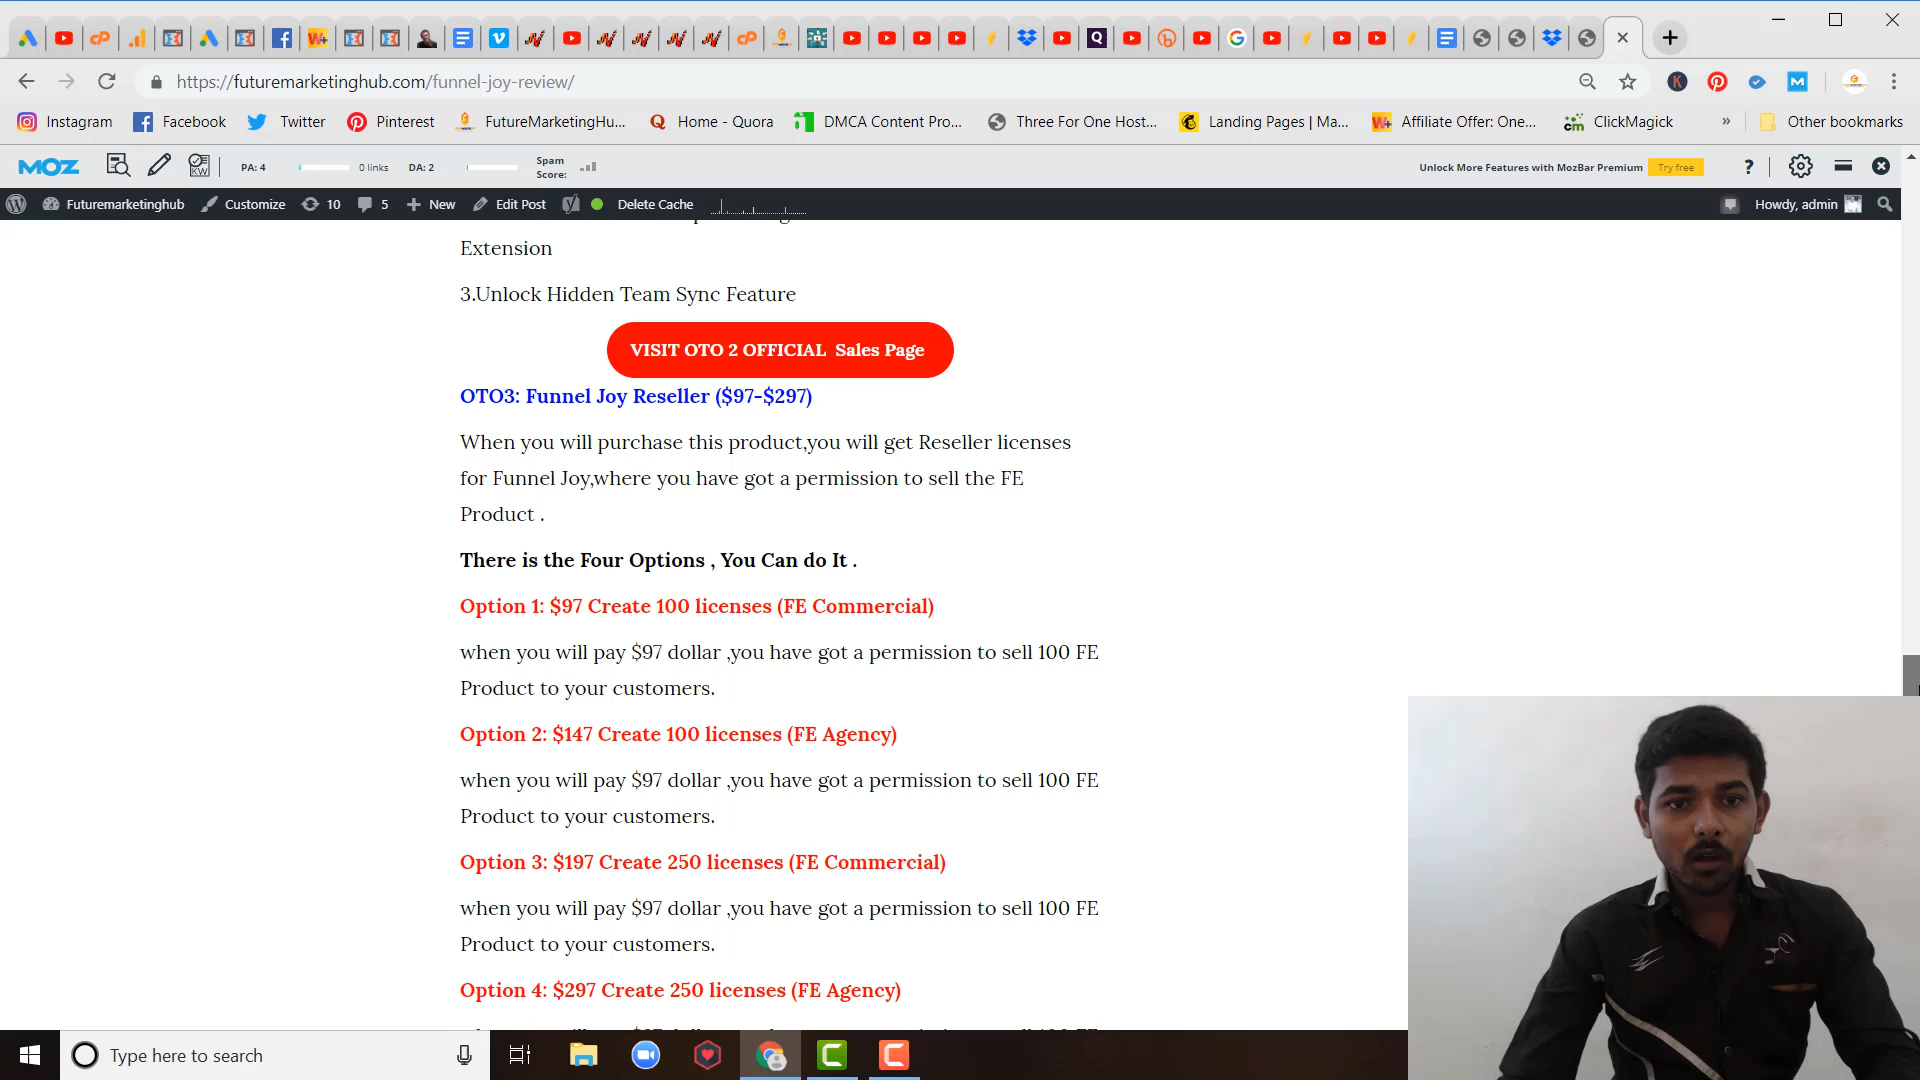 https://futuremarketinghub.com/funnel-joy-review/
Instagram Facebook Twitter Pinterest FutureMarketingHu... Home - Quora DMCA Content Pro... Three For One Host... Landing Pages | Ma... Affiliate Offer: One... ClickMagick » Other bookmarks
MOZ PA: 4 0 links DA: 2 Spam Score: Unlock More Features with MozBar Premium Try free ?
Futuremarketinghub Customize 10 5 New Edit Post Delete Cache Howdy, admin
Extension
3.Unlock Hidden Team Sync Feature
VISIT OTO 2 OFFICIAL Sales Page
OTO3: Funnel Joy Reseller ($97-$297)
When you will purchase this product,you will get Reseller licenses
for Funnel Joy,where you have got a permission to sell the FE
Product .
There is the Four Options , You Can do It .
Option 1: $97 Create 100 licenses (FE Commercial)
when you will pay $97 dollar ,you have got a permission to sell 100 FE
Product to your customers.
Option 2: $147 Create 100 licenses (FE Agency)
when you will pay $97 dollar ,you have got a permission to sell 100 FE
Product to your customers.
Option 3: $197 Create 250 licenses (FE Commercial)
when you will pay $97 dollar ,you have got a permission to sell 100 FE
Product to your customers.
Option 4: $297 Create 250 licenses (FE Agency)
Type here to search